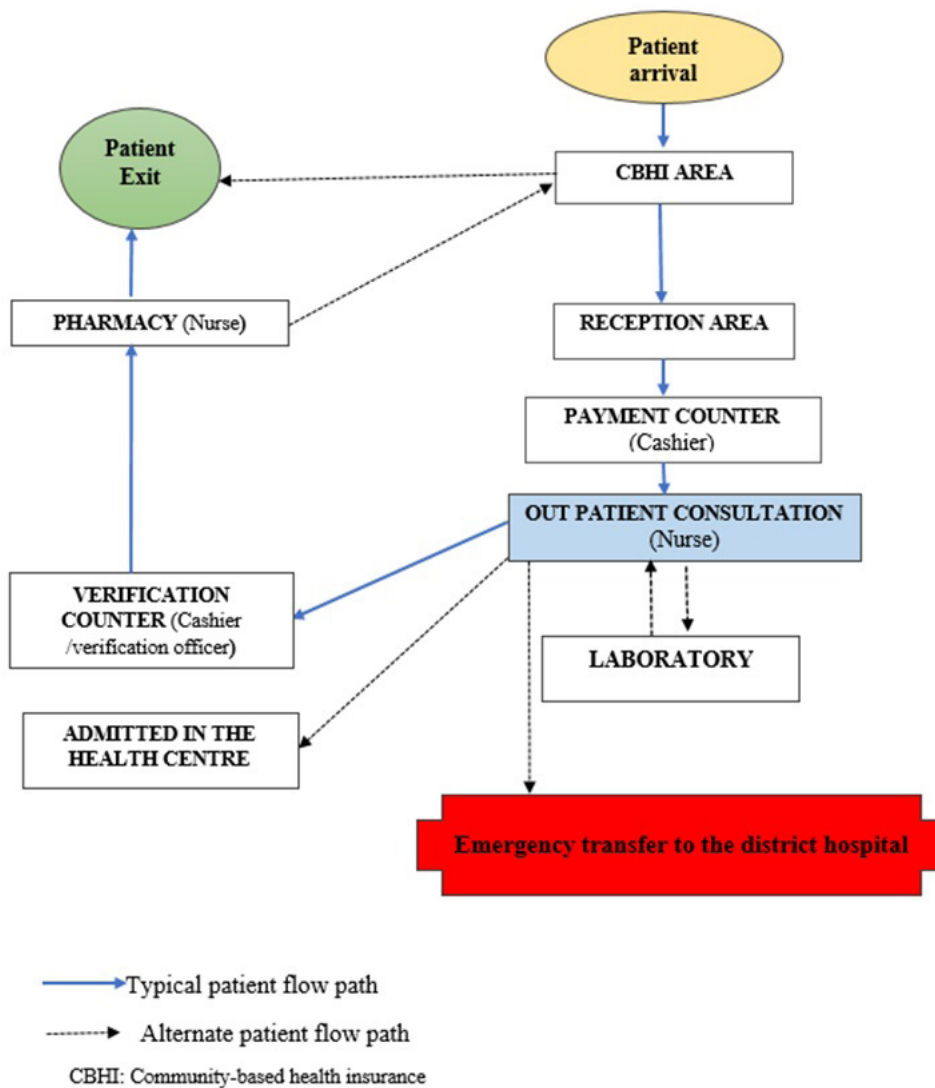 Patient
arrival
Patient
Exit
CBHI AREA
PHARMACY (Nurse)
RECEPTION AREA
PAYMENT COUNTER
(Cashier)
OUT PATIENT CONSULTATION
(Nurse)
VERIFICATION
COUNTER (Cashier
/verification officer)
LABORATORY
ADMITTED IN THE
HEALTH CENTRE
Emergency transfer to the district hospital
Typical patient flow path
Alternate patient flow path
CBHI: Community-based health insurance